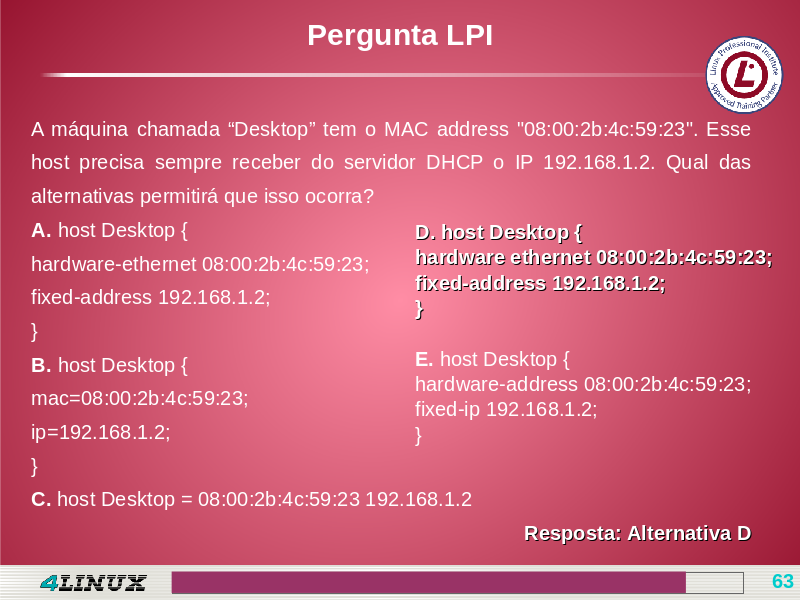 Pergunta LPI
Linux Professional Institute
Approved Training Partner
A máquina chamada “Desktop” tem o MAC address "08:00:2b:4c:59:23". Esse
host precisa sempre receber do servidor DHCP o IP 192.168.1.2. Qual das
alternativas permitirá que isso ocorra?
A. host Desktop {
hardware-ethernet 08:00:2b:4c:59:23;
fixed-address 192.168.1.2;
}
B. host Desktop {
mac=08:00:2b:4c:59:23;
ip=192.168.1.2;
}
C. host Desktop = 08:00:2b:4c:59:23 192.168.1.2
D. host Desktop {
hardware ethernet 08:00:2b:4c:59:23;
fixed-address 192.168.1.2;
}
E. host Desktop {
hardware-address 08:00:2b:4c:59:23;
fixed-ip 192.168.1.2;
}
Resposta: Alternativa D
4LINUX
63